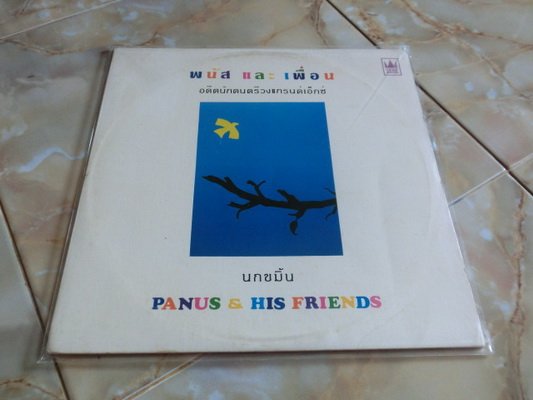 พนัส และ เพื่อน
อดีตนักดนตรีวงแกรนด์เอ็กซ์
นกขมิ้น
PANUS & HIS FRIENDS